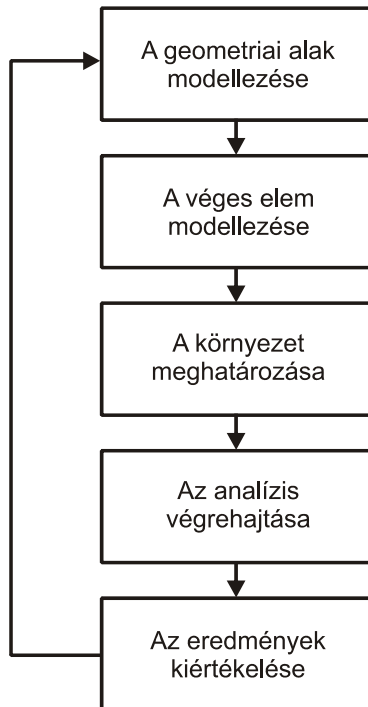 A geometriai alak
modellezése
A véges elem
modellezése
A környezet
meghatározása
Az analízis
végrehajtása
Az eredmények
kiértékelése